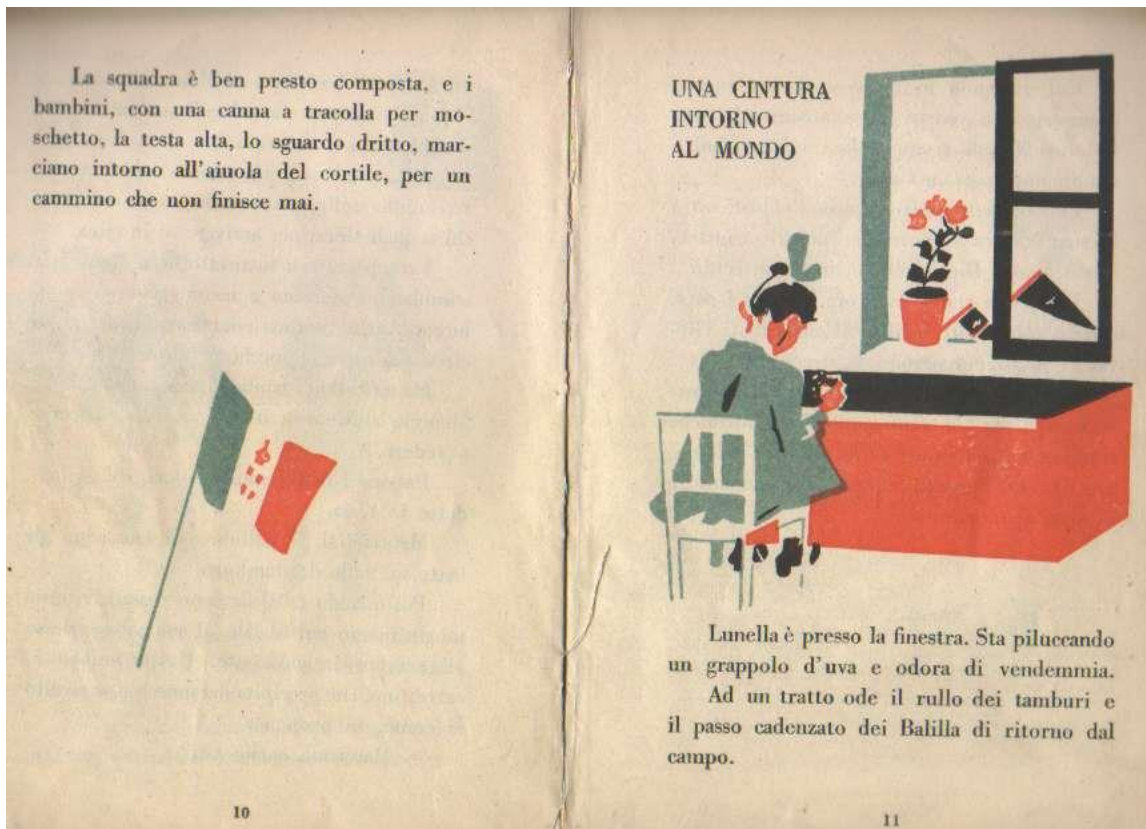 La squadra è ben presto composta, e i
bambini, con una canna a tracolla per mo-
schetto, la testa alta, lo sguardo dritto, mar-
ciano intorno all'aiuola del cortile, per un
cammino che non finisce mai.
10
UNA CINTURA
INTORNO
AL MONDO
Lunella è presso la finestra. Sta piluccando
un grappolo d'uva e odora di vendemmia.
Ad un tratto ode il rullo dei tamburi e
il passo cadenzato dei Balilla di ritorno dal
campo.
11